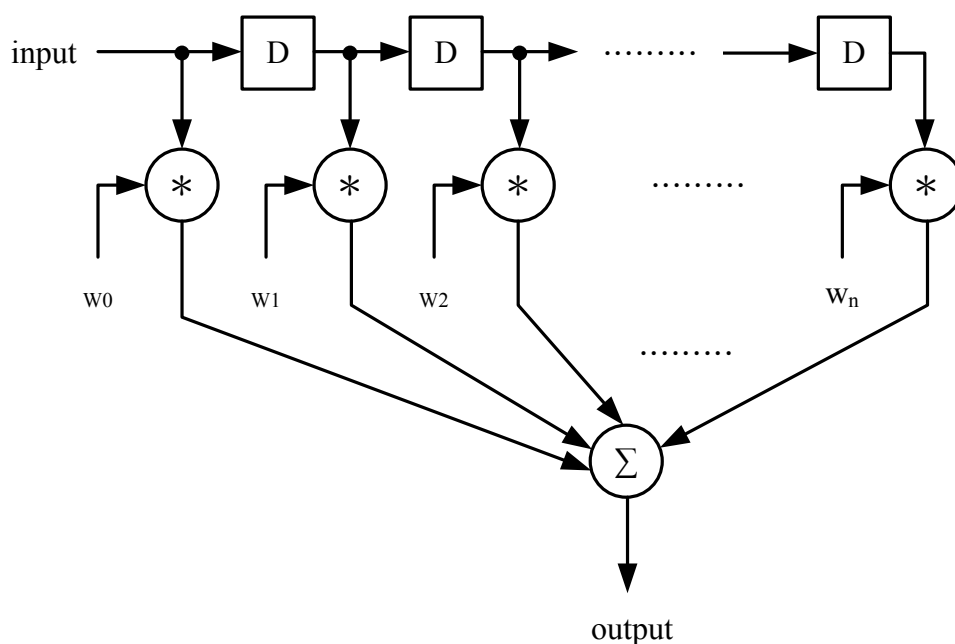 input
D
D
.........
D
*
*
*
.........
*
W0
W1
W2
wn
.........
Σ
output